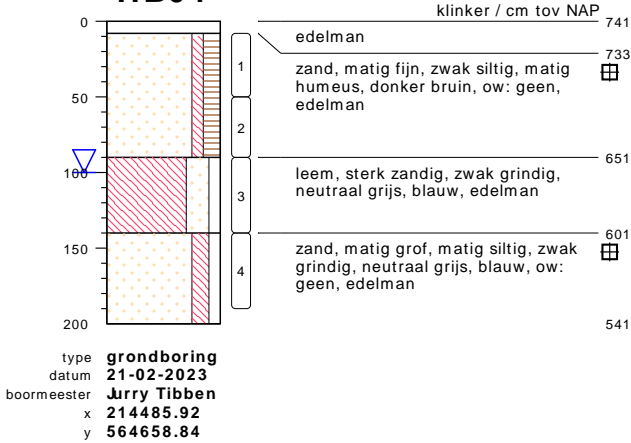 klinker / cm tov NAP
0
741
edelman
733
1
zand, matig fijn, zwak siltig, matig
humeus, donker bruin, ow: geen,
edelman
50
2
651
100
3
leem, sterk zandig, zwak grindig,
neutraal grijs, blauw, edelman
601
150
4
zand, matig grof, matig siltig, zwak
grindig, neutraal grijs, blauw, ow:
geen, edelman
200
541
type grondboring
datum 21-02-2023
boormeester Jurry Tibben
x 214485.92
y 564658.84